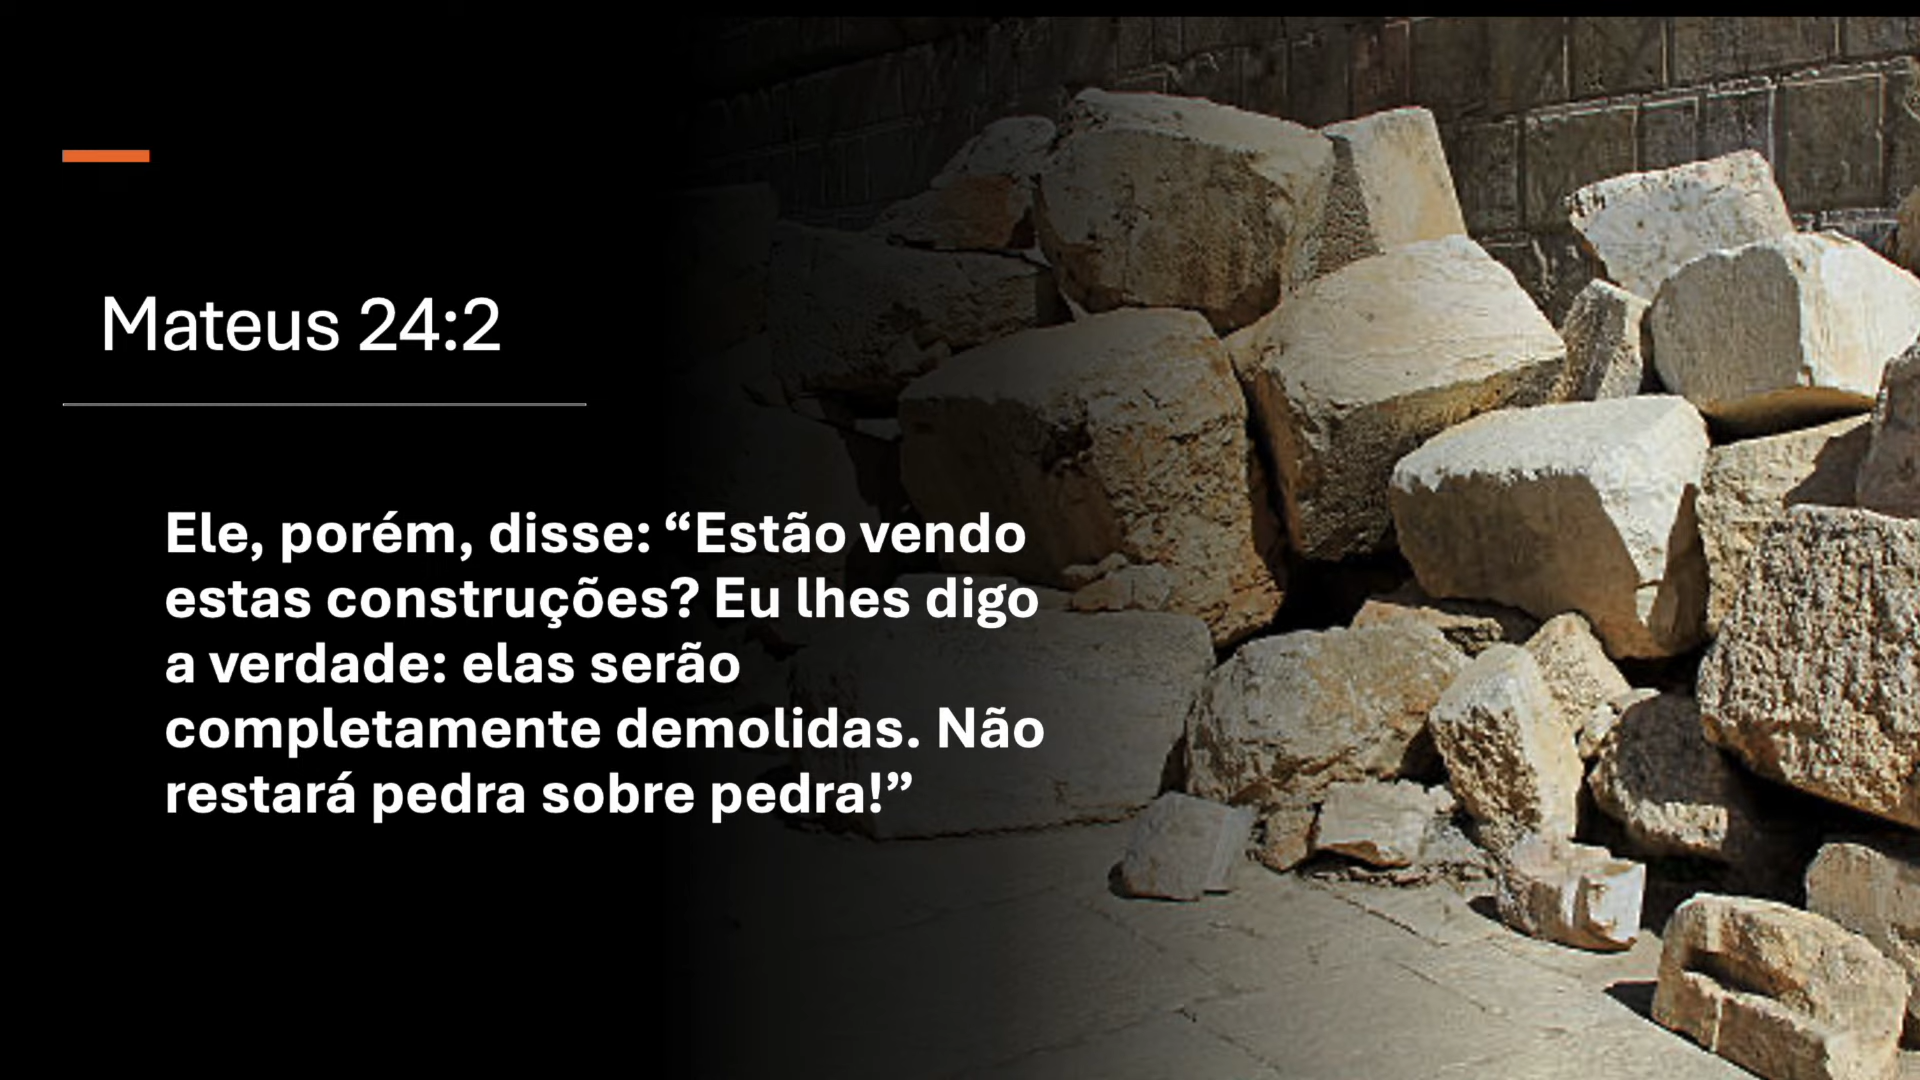 Mateus 24:2
Ele, porém, disse: “Estão vendo
estas construções? Eu lhes digo
a verdade: elas serão
completamente demolidas. Não
restará pedra sobre pedra!”